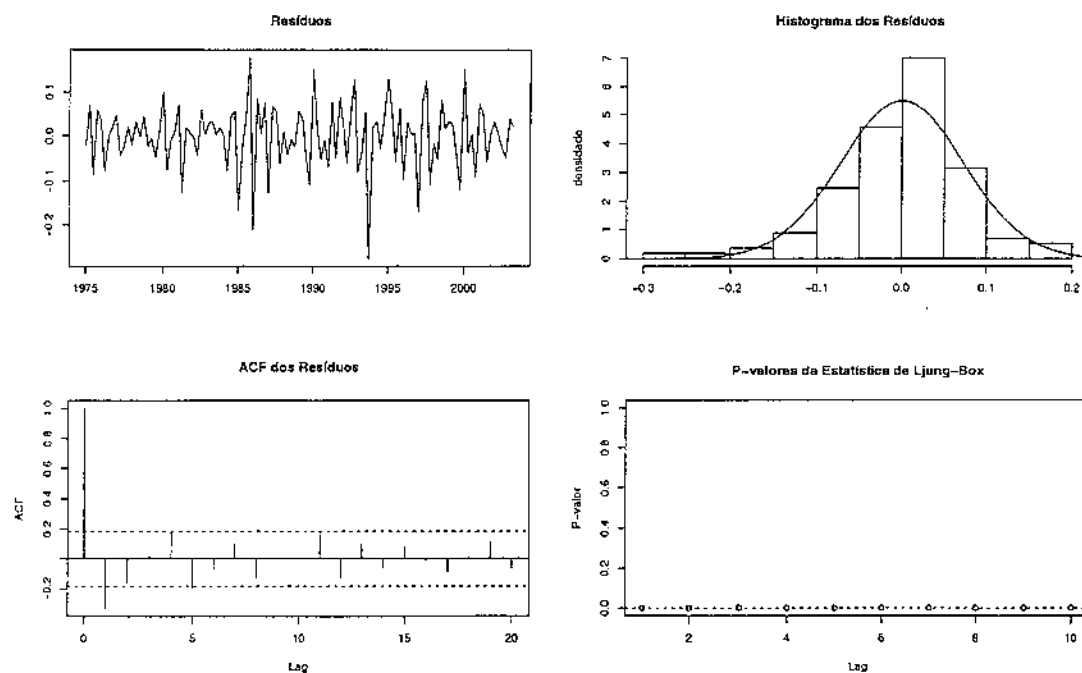 Resíduos
0.1
0.0
-0.1
-0.2
1975 1980 1985 1990 1995 2000
Histograma dos Resíduos
densidade
7
6
5
4
3
2
1
0
-0.3 -0.2 -0.1 0.0 0.1 0.2
ACF dos Resíduos
ACF
1.0
0.8
0.6
0.4
0.2
-0.2
0 5 10 15 20
Lag
P-valores da Estatística de Ljung-Box
P-valor
1.0
0.8
0.6
0.4
0.2
0.0
2 4 6 8 10
Lag